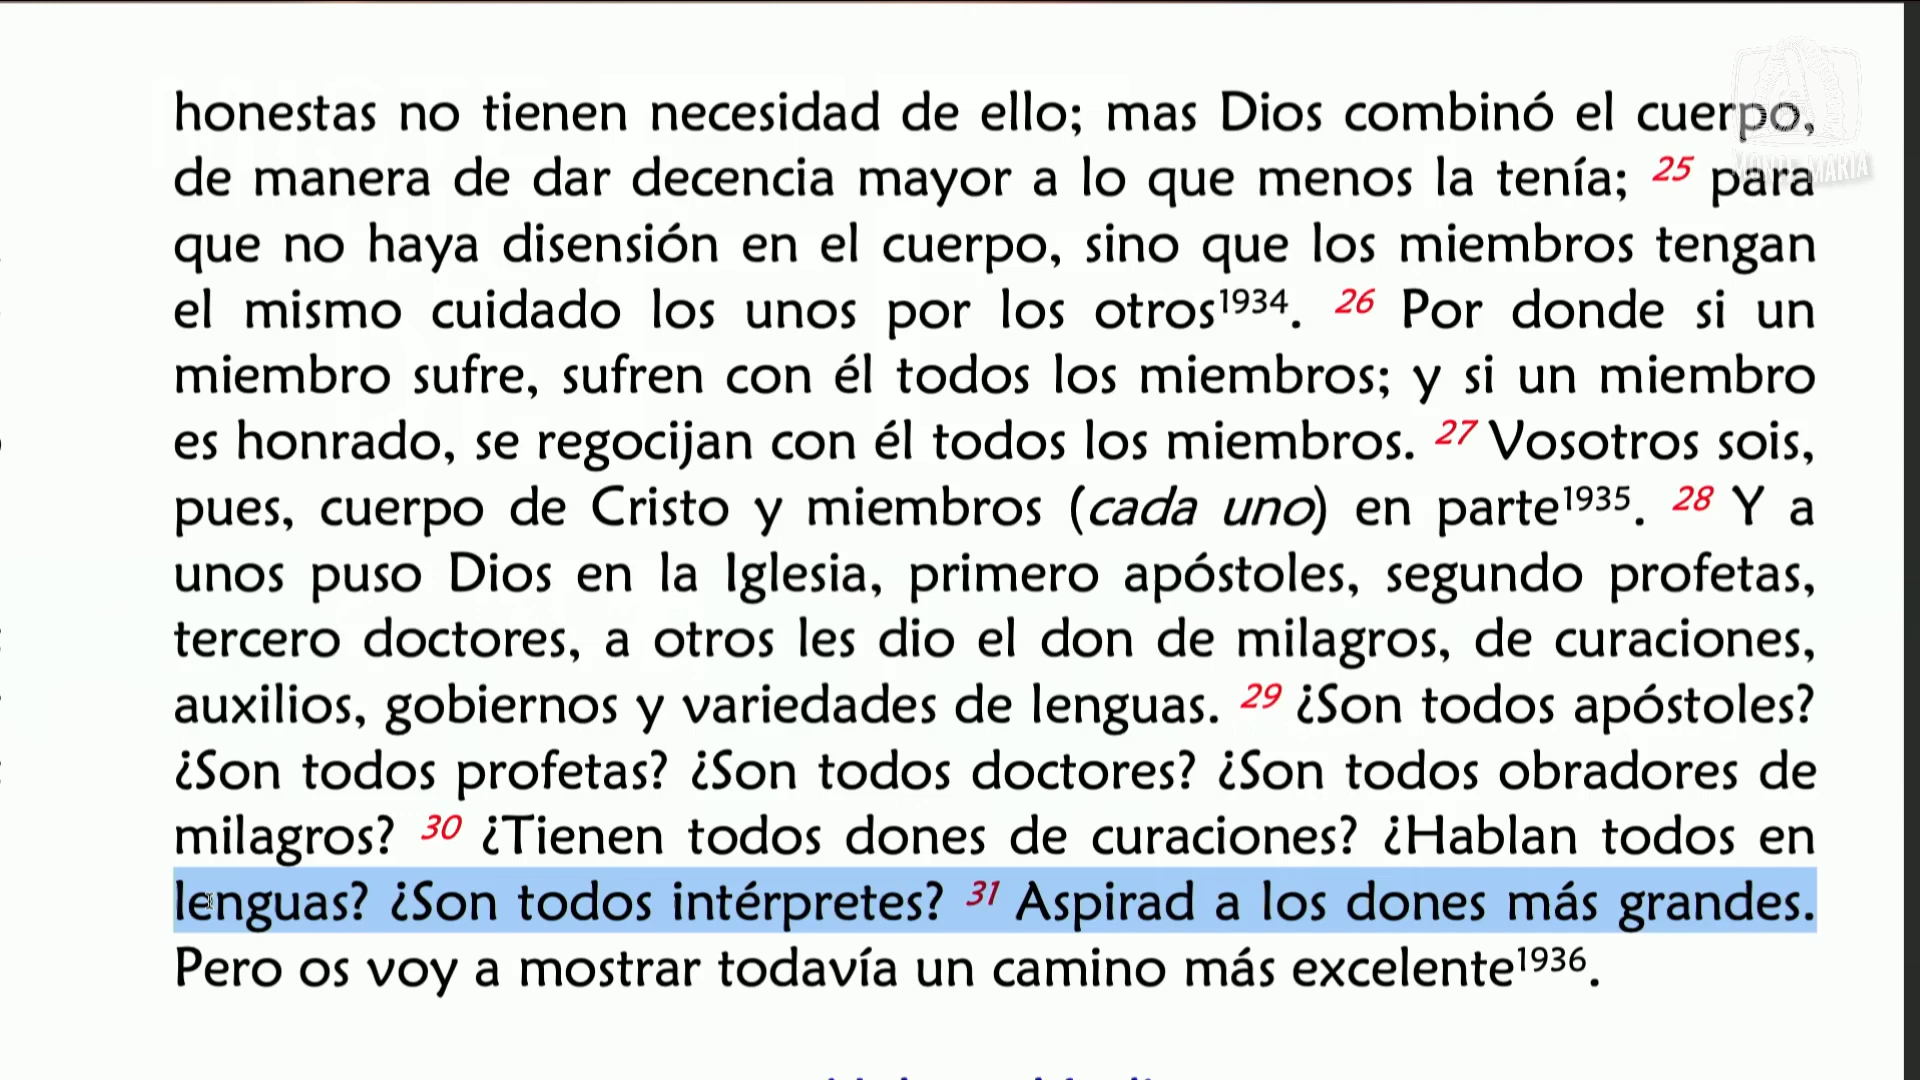 honestas no tienen necesidad de ello; mas Dios combinó el cuerpo,
de manera de dar decencia mayor a lo que menos la tenía; 25 para
que no haya disensión en el cuerpo, sino que los miembros tengan
el mismo cuidado los unos por los otros1934. 26 Por donde si un
miembro sufre, sufren con él todos los miembros; y si un miembro
es honrado, se regocijan con él todos los miembros. 27 Vosotros sois,
pues, cuerpo de Cristo y miembros (cada uno) en parte1935. 28 Y a
unos puso Dios en la Iglesia, primero apóstoles, segundo profetas,
tercero doctores, a otros les dio el don de milagros, de curaciones,
auxilios, gobiernos y variedades de lenguas. 29 ¿Son todos apóstoles?
¿Son todos profetas? ¿Son todos doctores? ¿Son todos obradores de
milagros? 30 ¿Tienen todos dones de curaciones? ¿Hablan todos en
lenguas? ¿Son todos intérpretes? 31 Aspirad a los dones más grandes.
Pero os voy a mostrar todavía un camino más excelente1936.
MONTE MARIA